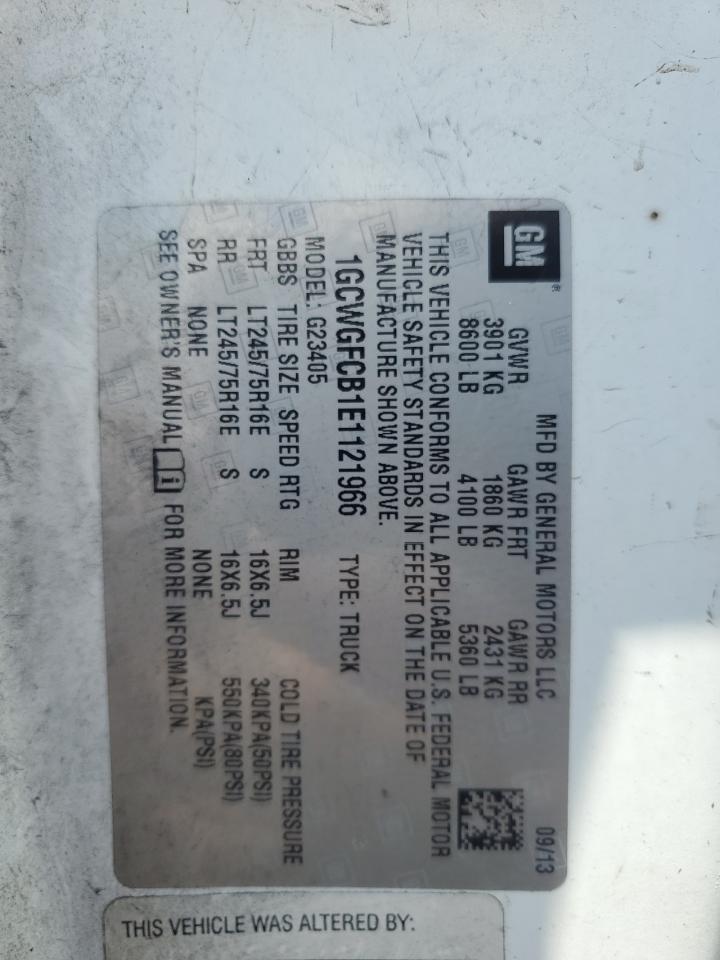 GM®
MFD BY GENERAL MOTORS LLC 09/13
GVWR GAWR FRT GAWR RR
3901 KG 1860 KG 2431 KG
8600 LB 4100 LB 5360 LB
THIS VEHICLE CONFORMS TO ALL APPLICABLE U.S. FEDERAL MOTOR
VEHICLE SAFETY STANDARDS IN EFFECT ON THE DATE OF
MANUFACTURE SHOWN ABOVE.
1GCWGFCB1E1121966 TYPE: TRUCK
MODEL: G23405
GBBS TIRE SIZE SPEED RTG RIM COLD TIRE PRESSURE
FRT LT245/75R16E S 16X6.5J 340KPA(50PSI)
RR LT245/75R16E S 16X6.5J 550KPA(80PSI)
SPA NONE NONE KPA(PSI)
SEE OWNER'S MANUAL i FOR MORE INFORMATION.
THIS VEHICLE WAS ALTERED BY: